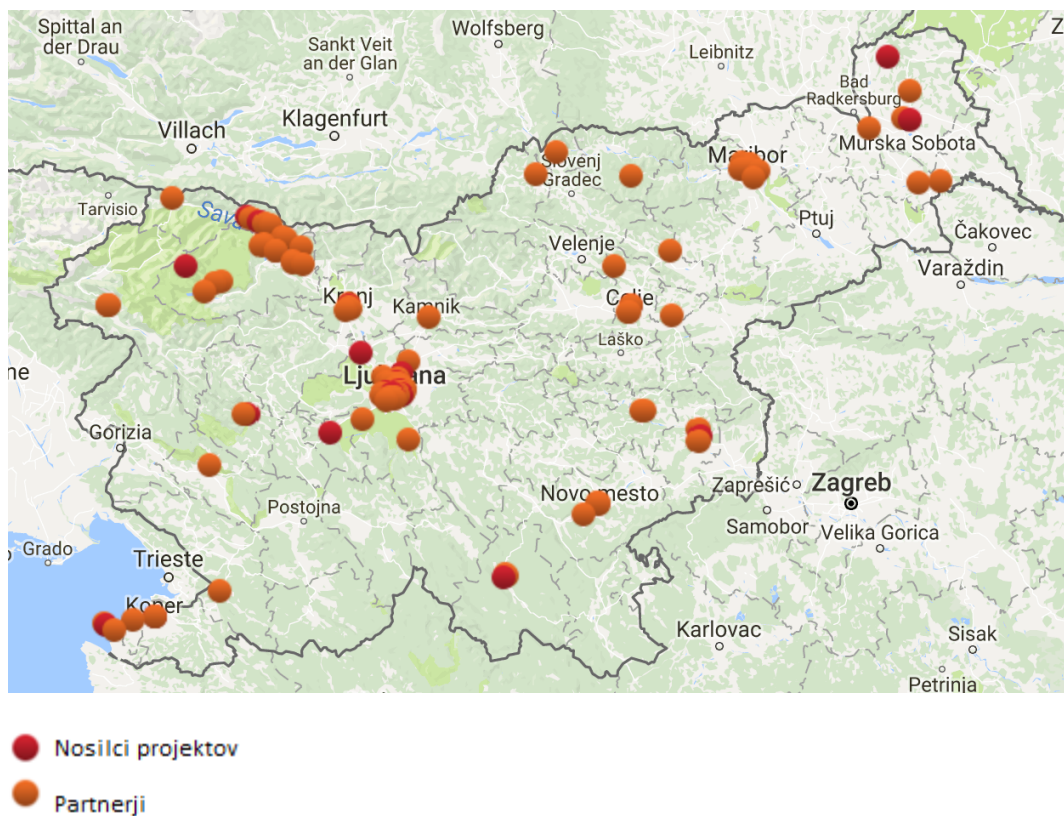 Spittal an
der Drau
Wolfsberg
Z
Sankt Veit
an der Glan
Leibnitz
Bad
Radkersburg
Klagenfurt
Villach
Murska Sobota
Maribor
Slovenj
Gradec
Tarvisio
Sava
Ptuj
Čakovec
Velenje
Varaždin
Kranj
Kamnik
Celje
Laško
ne
Ljubljana
Gorizia
Zaprešić
Zagreb
Novo mesto
Postojna
Samobor
Velika Gorica
Grado
Trieste
Koper
Karlovac
Sisak
Petrinja
Nosilci projektov
Partnerji